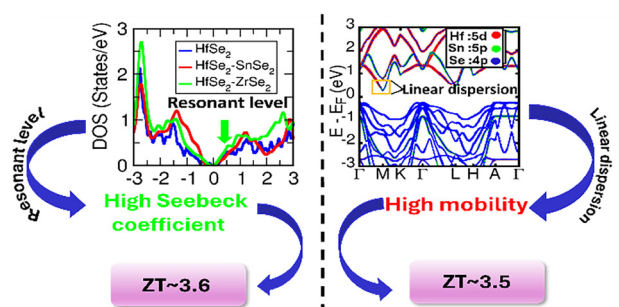 DOS (States/eV)
3
2
1
0
HfSe₂
HfSe₂-SnSe₂
HfSe₂-ZrSe₂
Resonant level
-3 -2 -1 0 1 2 3
Resonant level
High Seebeck
coefficient
ZT~3.6
E - E_F (eV)
3
2
1
0
-1
-2
-3
Hf :5d
Sn :5p
Se :4p
Linear dispersion
Γ M K Γ L H A Γ
Linear dispersion
High mobility
ZT~3.5